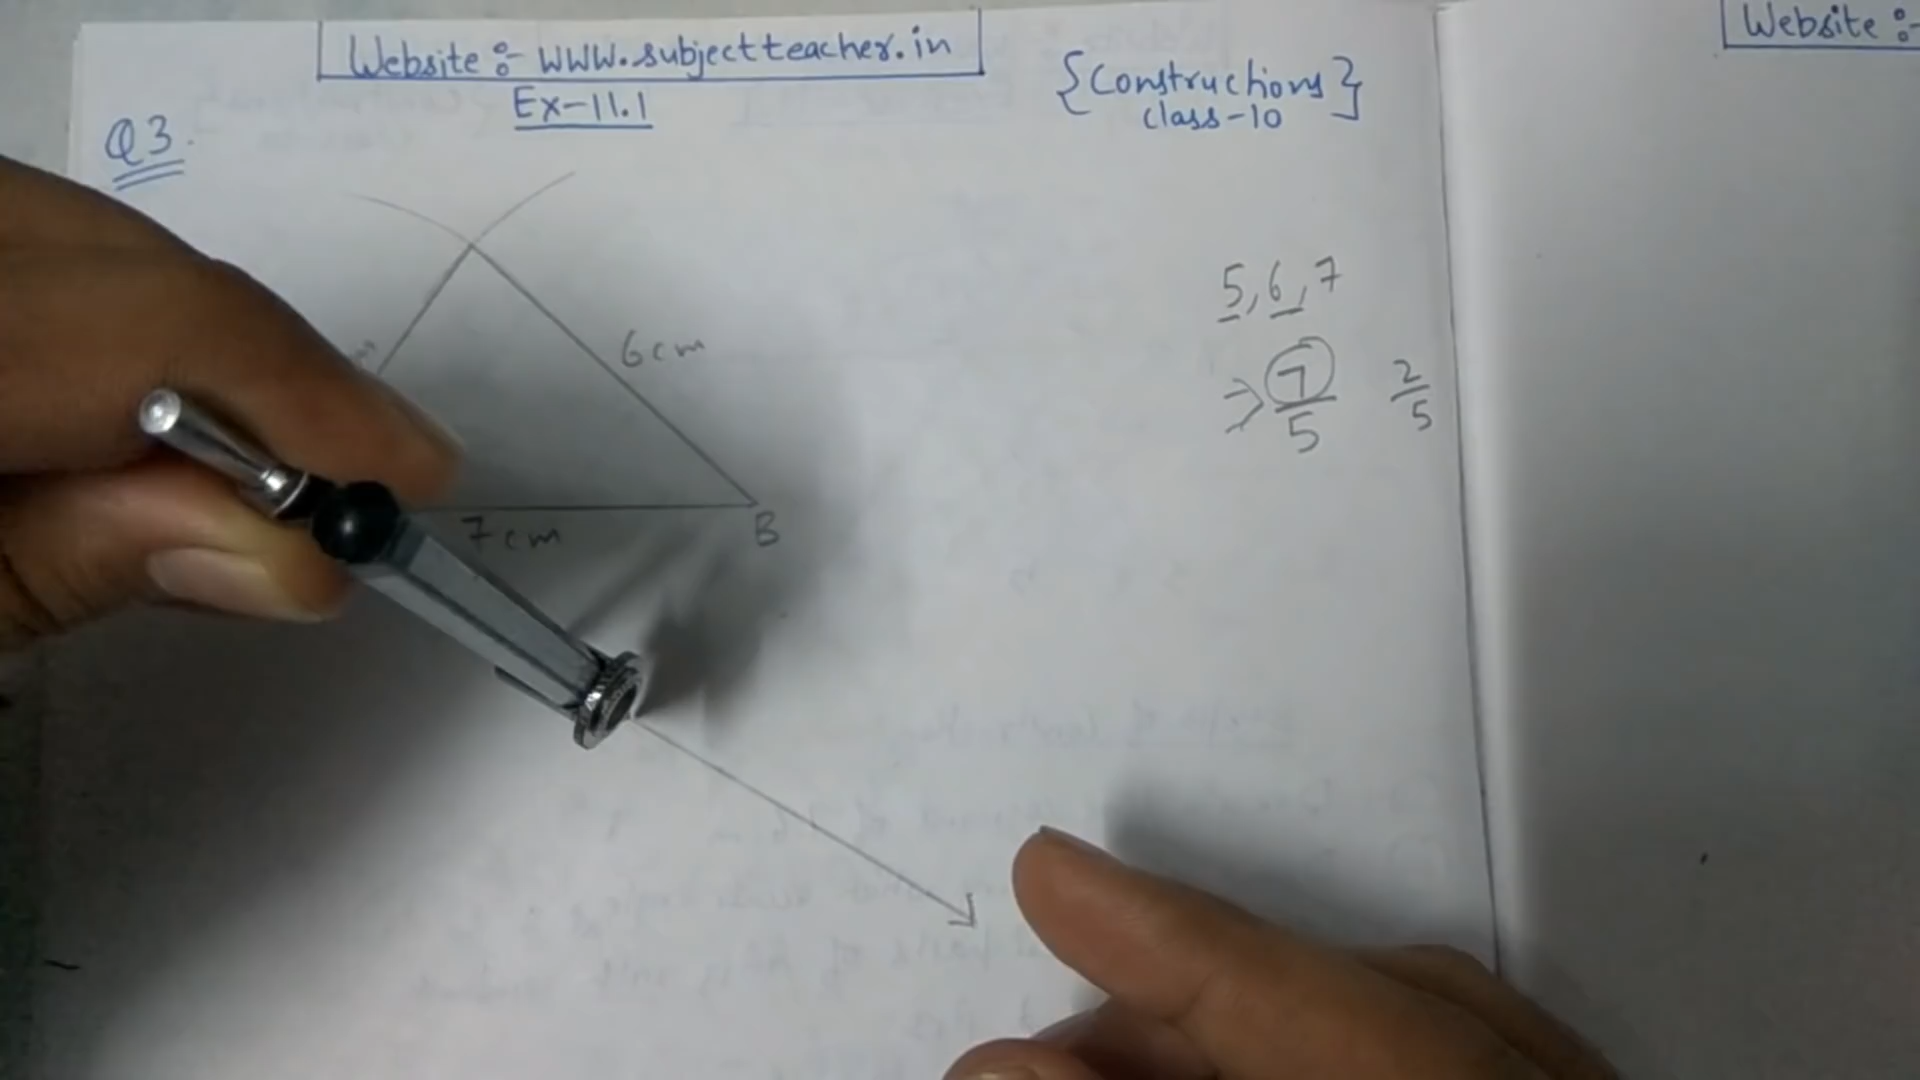 Website :- www.subjectteacher.in
Website :-
Ex-11.1
{Constructions}
class-10
Q3.
5, 6, 7
6cm
⇒ 7/5 2/5
7cm
B